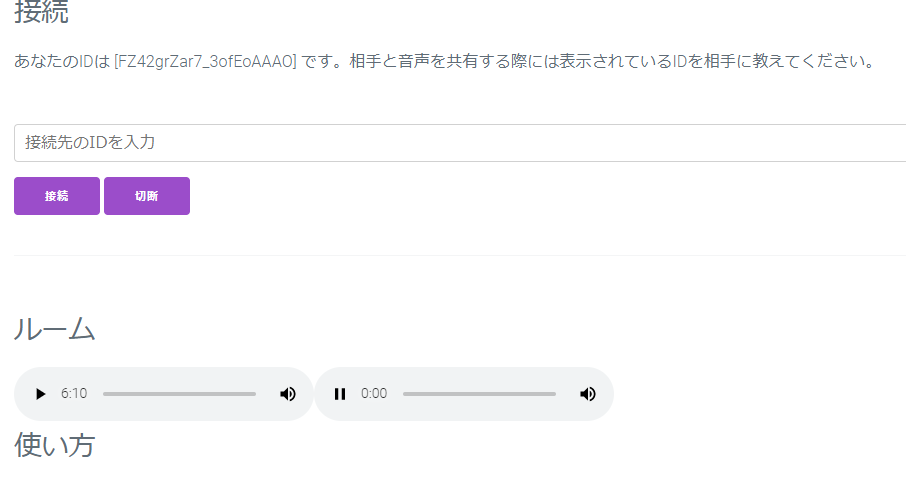 接続
あなたのIDは [FZ42grZar7_3ofEoAAAO] です。相手と音声を共有する際には表示されているIDを相手に教えてください。
接続先のIDを入力
接続 切断
ルーム
6:10 0:00
使い方